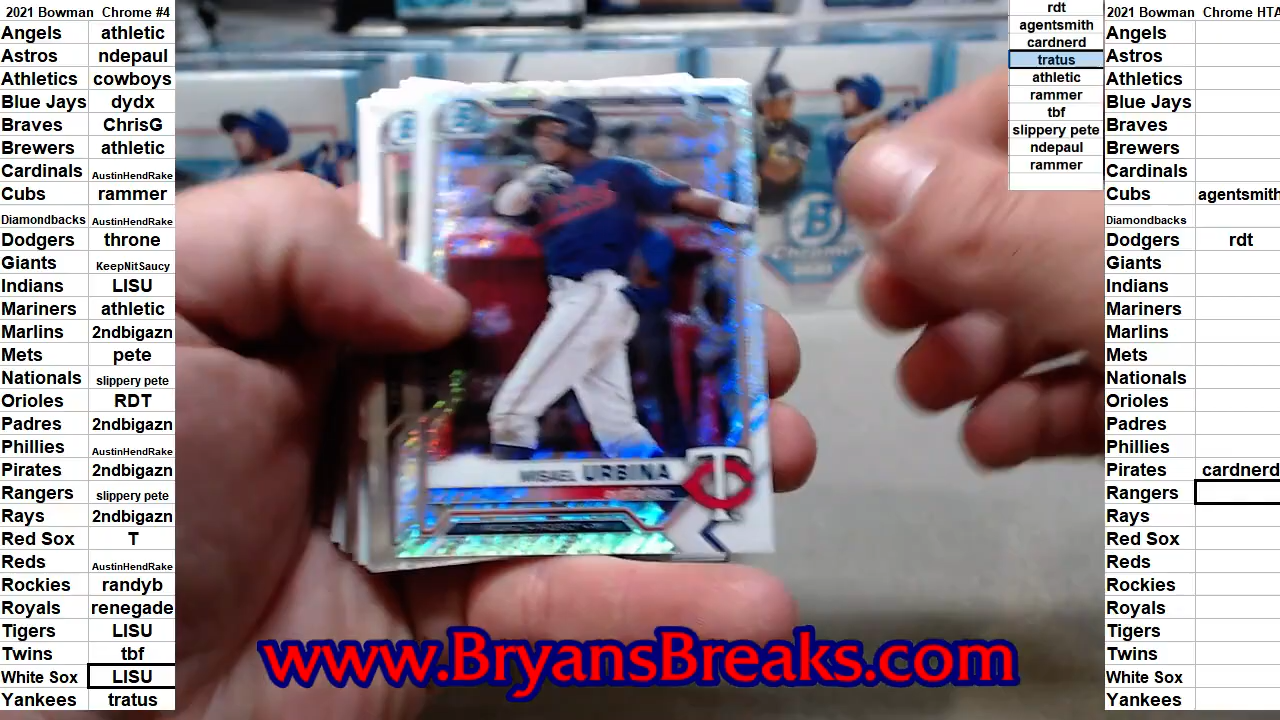 2021 Bowman Chrome #4
Angels athletic
Astros ndepaul
Athletics cowboys
Blue Jays dydx
Braves ChrisG
Brewers athletic
Cardinals AustinHendRake
Cubs rammer
Diamondbacks AustinHendRake
Dodgers throne
Giants KeepNitSaucy
Indians LISU
Mariners athletic
Marlins 2ndbigazn
Mets pete
Nationals slippery pete
Orioles RDT
Padres 2ndbigazn
Phillies AustinHendRake
Pirates 2ndbigazn
Rangers slippery pete
Rays 2ndbigazn
Red Sox T
Reds AustinHendRake
Rockies randyb
Royals renegade
Tigers LISU
Twins tbf
White Sox LISU
Yankees tratus
MISAEL URBINA
www.BryansBreaks.com
rdt
agentsmith
cardnerd
tratus
athletic
rammer
tbf
slippery pete
ndepaul
rammer
2021 Bowman Chrome HTA
Angels
Astros
Athletics
Blue Jays
Braves
Brewers
Cardinals
Cubs agentsmith
Diamondbacks
Dodgers rdt
Giants
Indians
Mariners
Marlins
Mets
Nationals
Orioles
Padres
Phillies
Pirates cardnerd
Rangers
Rays
Red Sox
Reds
Rockies
Royals
Tigers
Twins
White Sox
Yankees